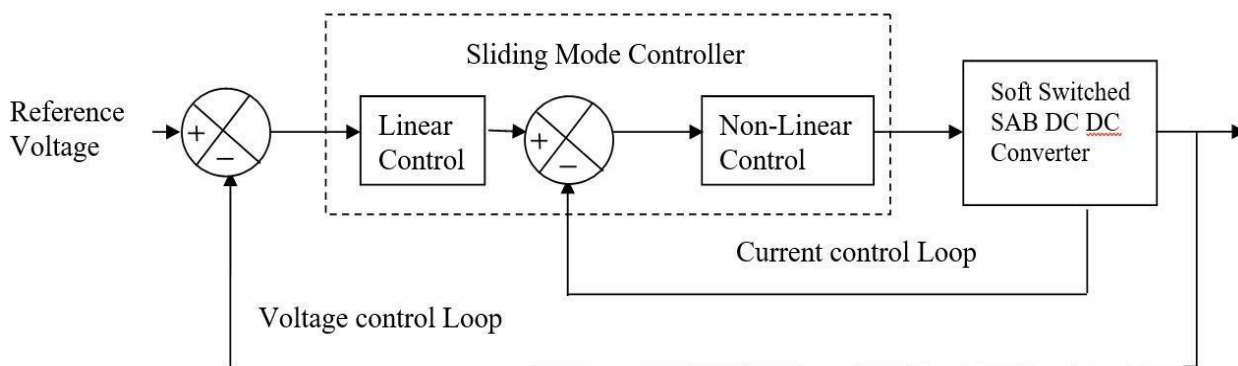 Sliding Mode Controller
Reference
Voltage
+
−
Linear
Control
+
−
Non-Linear
Control
Soft Switched
SAB DC DC
Converter
Current control Loop
Voltage control Loop